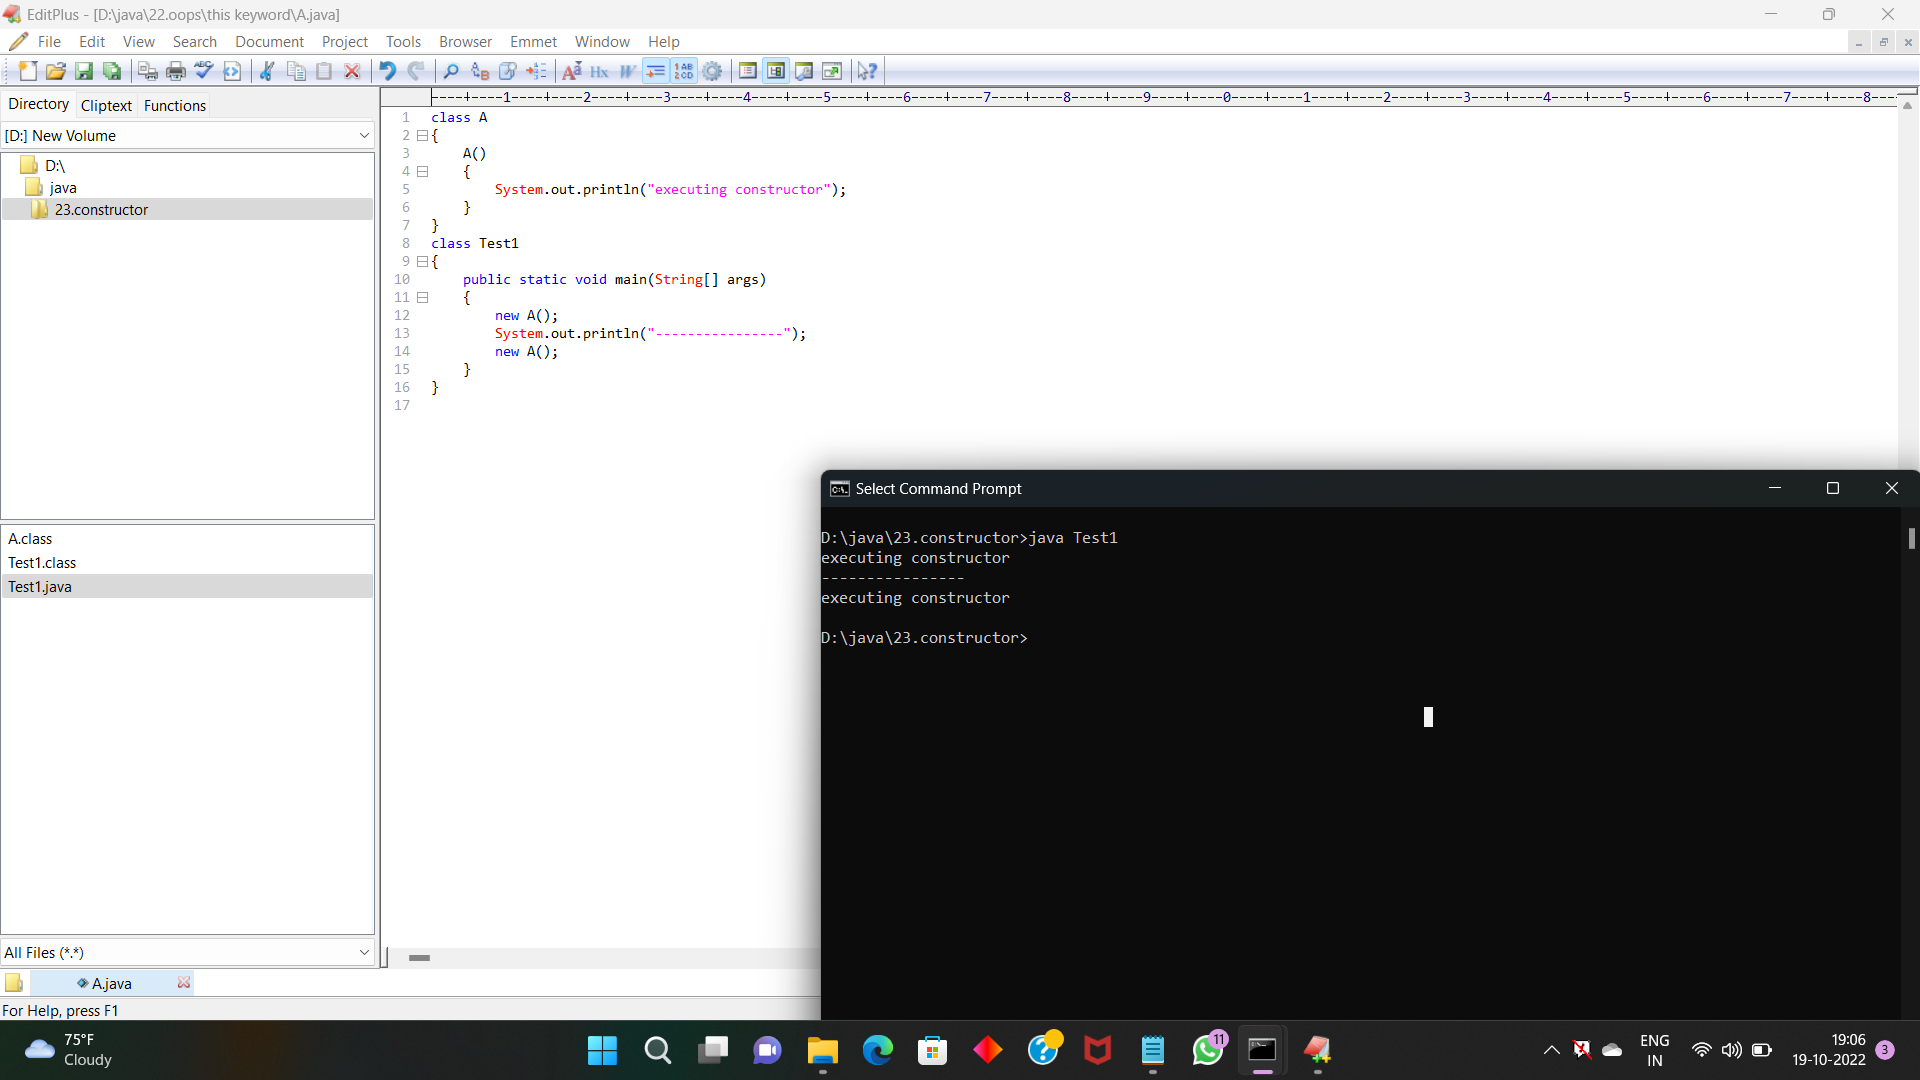 EditPlus - [D:\java\22.oops\this keyword\A.java]
File Edit View Search Document Project Tools Browser Emmet Window Help
Directory Cliptext Functions
[D:] New Volume
D:\
java
23.constructor
A.class
Test1.class
Test1.java
All Files (*.*)
----+----1----+----2----+----3----+----4----+----5----+----6----+----7----+----8----+----9----+----0----+----1----+----2----+----3----+----4----+----5----+----6----+----7----+----8---
1 class A
2 {
3 A()
4 {
5 System.out.println("executing constructor");
6 }
7 }
8 class Test1
9 {
10 public static void main(String[] args)
11 {
12 new A();
13 System.out.println("----------------");
14 new A();
15 }
16 }
17
Select Command Prompt
D:\java\23.constructor>java Test1
executing constructor
----------------
executing constructor
D:\java\23.constructor>
A.java
For Help, press F1
75°F
Cloudy
11
ENG
IN
19:06
19-10-2022
3